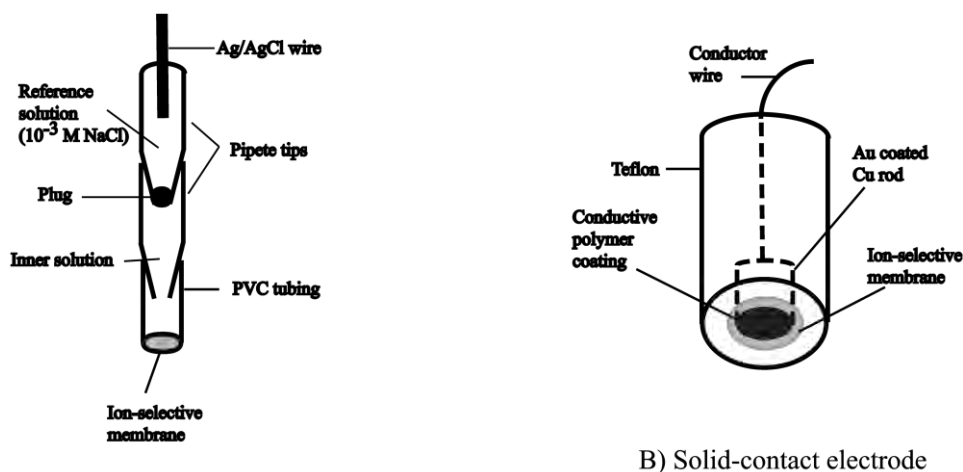 Ag/AgCl wire
Reference
solution
(10⁻³ M NaCl)
Pipete tips
Plug
Inner solution
PVC tubing
Ion-selective
membrane
Conductor
wire
Teflon
Au coated
Cu rod
Conductive
polymer
coating
Ion-selective
membrane
B) Solid-contact electrode